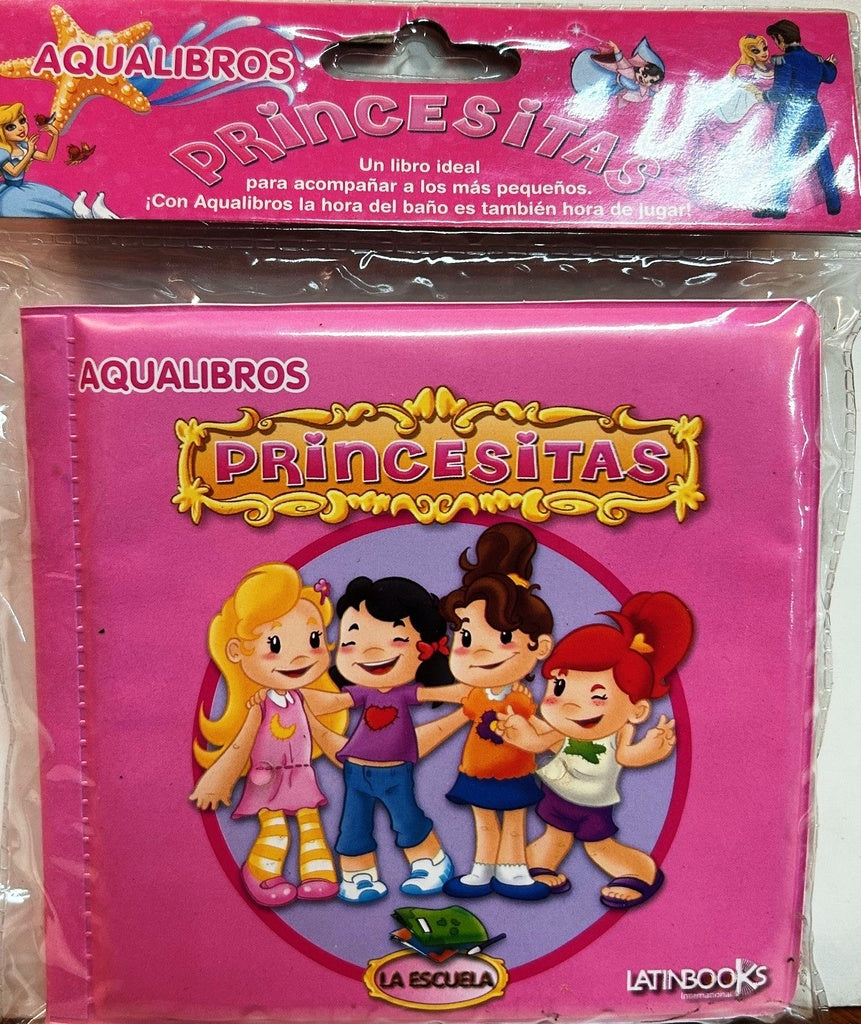 AQUALIBROS
PRINCESITAS
Un libro ideal
para acompañar a los más pequeños.
¡Con Aqualibros la hora del baño es también hora de jugar!
AQUALIBROS
PRINCESITAS
LA ESCUELA
LATINBOOKS
International